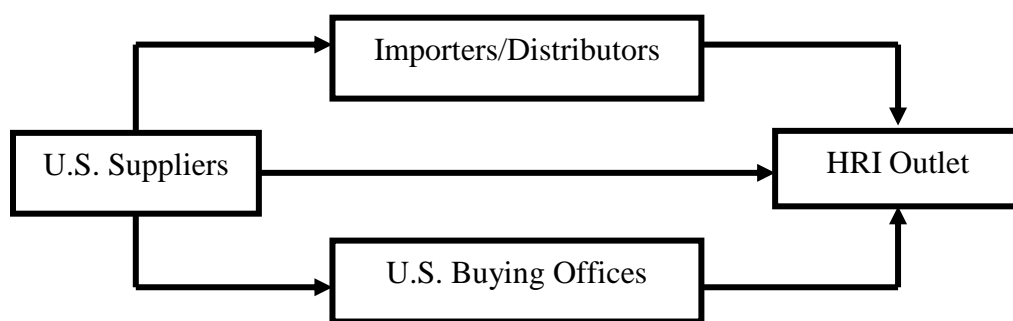 Importers/Distributors
U.S. Suppliers
HRI Outlet
U.S. Buying Offices